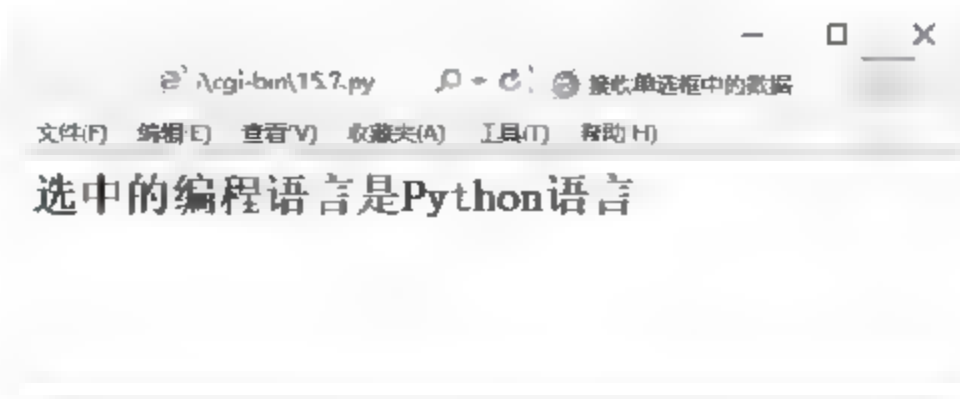 \cgi-bin\15.7.py 接收单选框中的数据
文件(F) 编辑(E) 查看(V) 收藏夹(A) 工具(T) 帮助(H)
选中的编程语言是Python语言